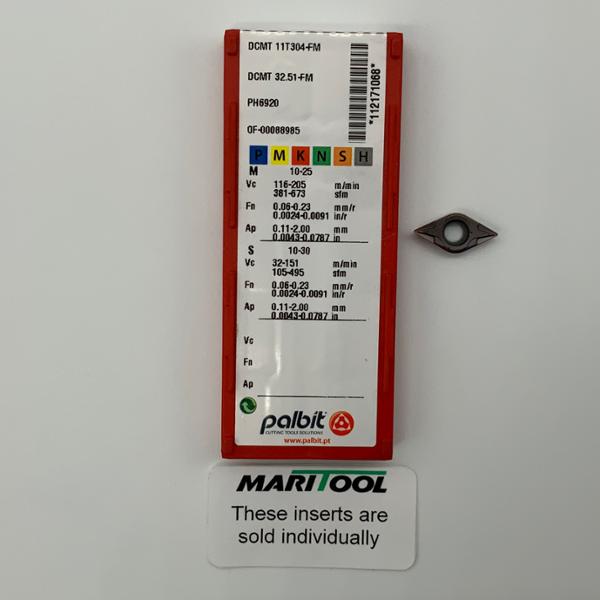 DCMT 11T304-FM
DCMT 32.51-FM
PH6920
OF-00088985
*112171068*
P M K N S H
M 10-25
Vc 116-205 m/min
381-673 sfm
Fn 0.06-0.23 mm/r
0.0024-0.0091 in/r
Ap 0.11-2.00 mm
0.0043-0.0787 in
S 10-30
Vc 32-151 m/min
105-495 sfm
Fn 0.06-0.23 mm/r
0.0024-0.0091 in/r
Ap 0.11-2.00 mm
0.0043-0.0787 in
Vc
Fn
Ap
palbit
CUTTING TOOLS SOLUTIONS
www.palbit.pt
MARITOOL
These inserts are
sold individually